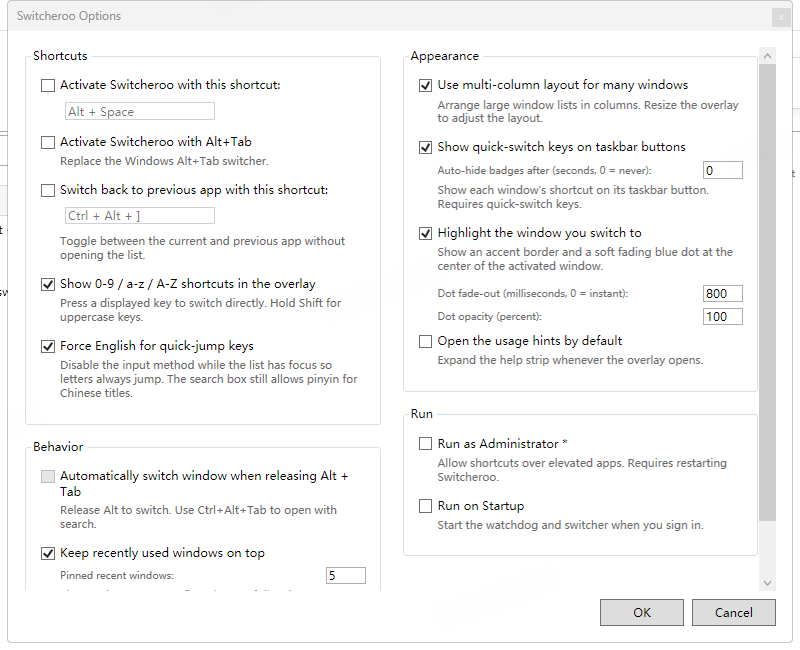 Switcheroo Options
Shortcuts
Activate Switcheroo with this shortcut:
Alt + Space
Activate Switcheroo with Alt+Tab
Replace the Windows Alt+Tab switcher.
Switch back to previous app with this shortcut:
Ctrl + Alt + ]
Toggle between the current and previous app without
opening the list.
Show 0-9 / a-z / A-Z shortcuts in the overlay
Press a displayed key to switch directly. Hold Shift for
uppercase keys.
Force English for quick-jump keys
Disable the input method while the list has focus so
letters always jump. The search box still allows pinyin for
Chinese titles.
Behavior
Automatically switch window when releasing Alt +
Tab
Release Alt to switch. Use Ctrl+Alt+Tab to open with
search.
Keep recently used windows on top
Pinned recent windows:
5
Appearance
Use multi-column layout for many windows
Arrange large window lists in columns. Resize the overlay
to adjust the layout.
Show quick-switch keys on taskbar buttons
Auto-hide badges after (seconds, 0 = never):
0
Show each window's shortcut on its taskbar button.
Requires quick-switch keys.
Highlight the window you switch to
Show an accent border and a soft fading blue dot at the
center of the activated window.
Dot fade-out (milliseconds, 0 = instant):
800
Dot opacity (percent):
100
Open the usage hints by default
Expand the help strip whenever the overlay opens.
Run
Run as Administrator *
Allow shortcuts over elevated apps. Requires restarting
Switcheroo.
Run on Startup
Start the watchdog and switcher when you sign in.
OK
Cancel